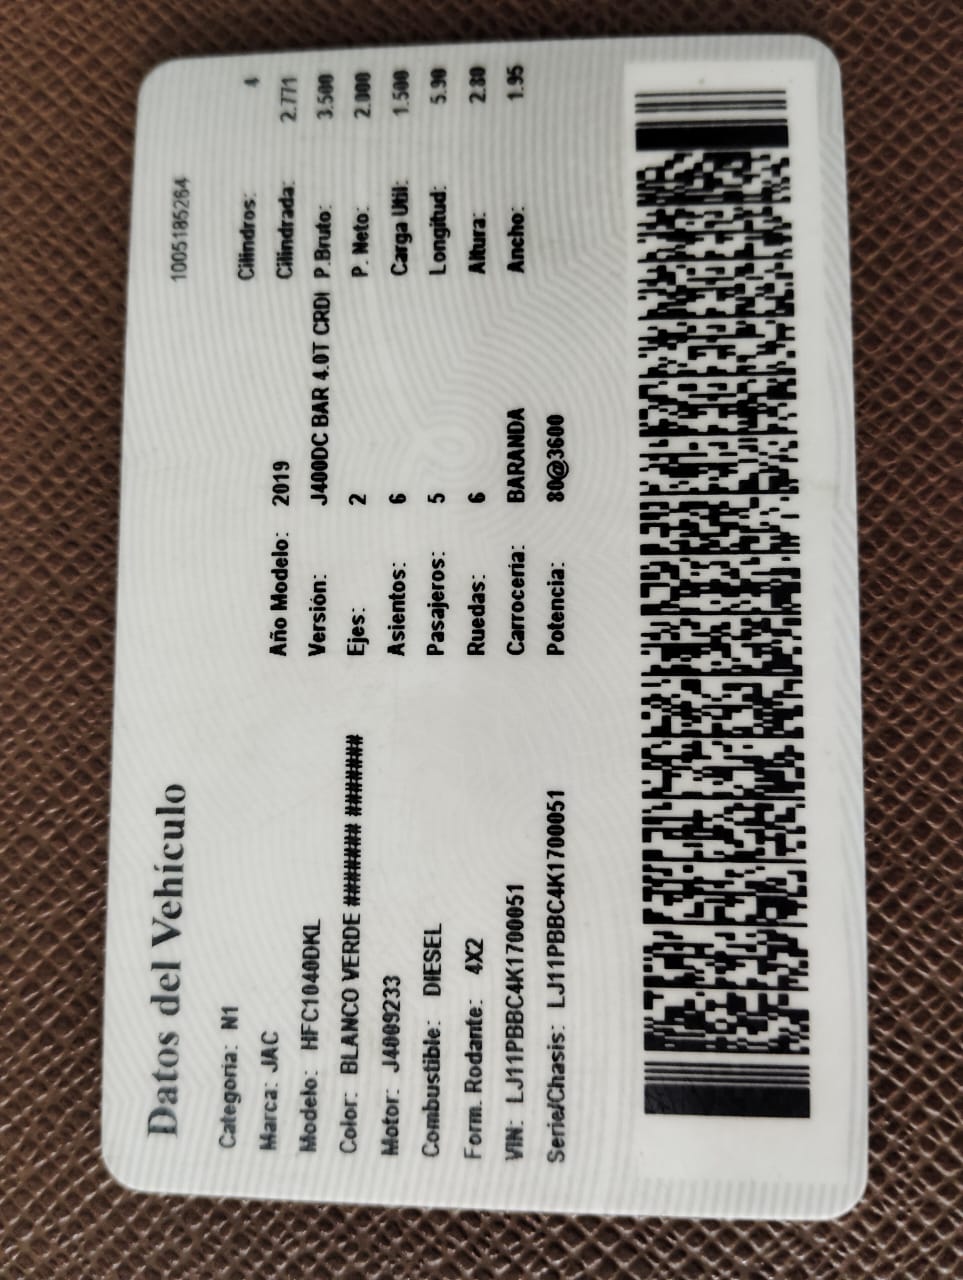 Datos del Vehículo
1005185264
Categoria: N1
Marca: JAC
Modelo: HFC1040DKL
Color: BLANCO VERDE ####### #######
Motor: J4009233
Combustible: DIESEL
Form. Rodante: 4X2
VIN: LJ11PBBC4K1700051
Serie/Chasis: LJ11PBBC4K1700051
Año Modelo: 2019
Versión: J400DC BAR 4.0T CRDI
Ejes: 2
Asientos: 6
Pasajeros: 5
Ruedas: 6
Carrocería: BARANDA
Potencia: 80@3600
Cilindros: 4
Cilindrada: 2.771
P.Bruto: 3.500
P. Neto: 2.000
Carga Util: 1.500
Longitud: 5.90
Altura: 2.80
Ancho: 1.95